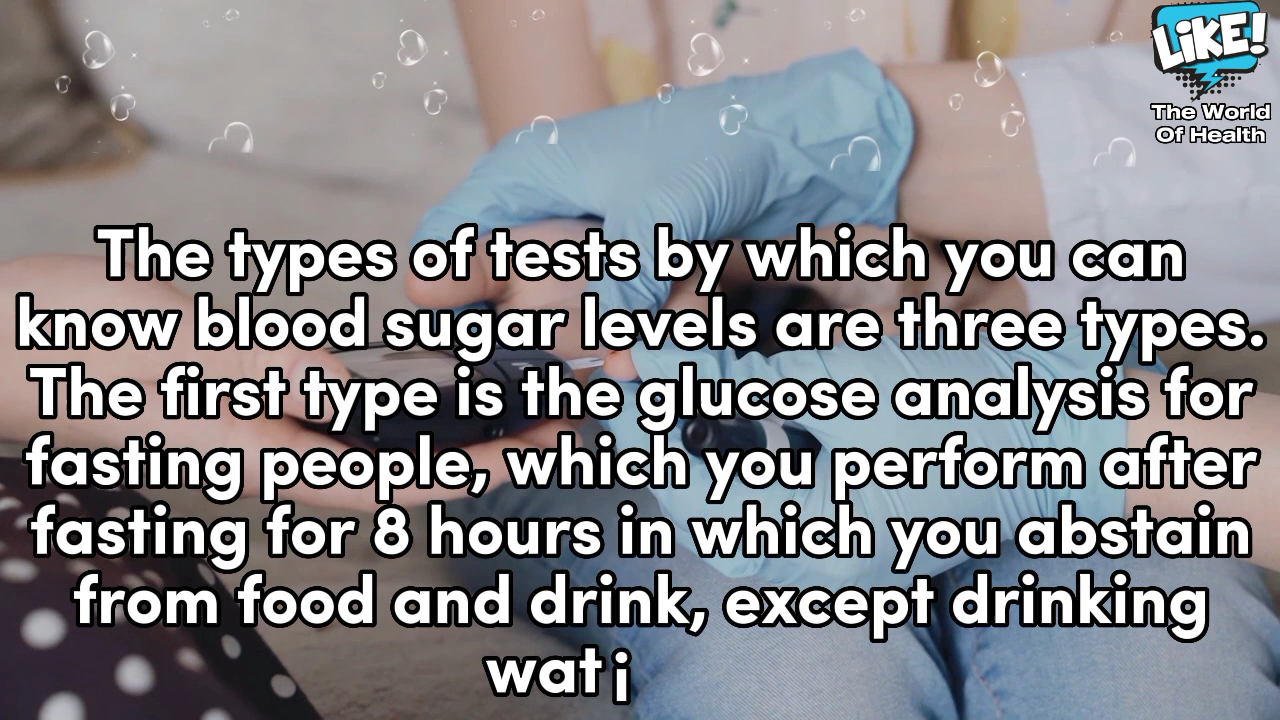 LiKE!
The World
Of Health
The types of tests by which you can
know blood sugar levels are three types.
The first type is the glucose analysis for
fasting people, which you perform after
fasting for 8 hours in which you abstain
from food and drink, except drinking
wat